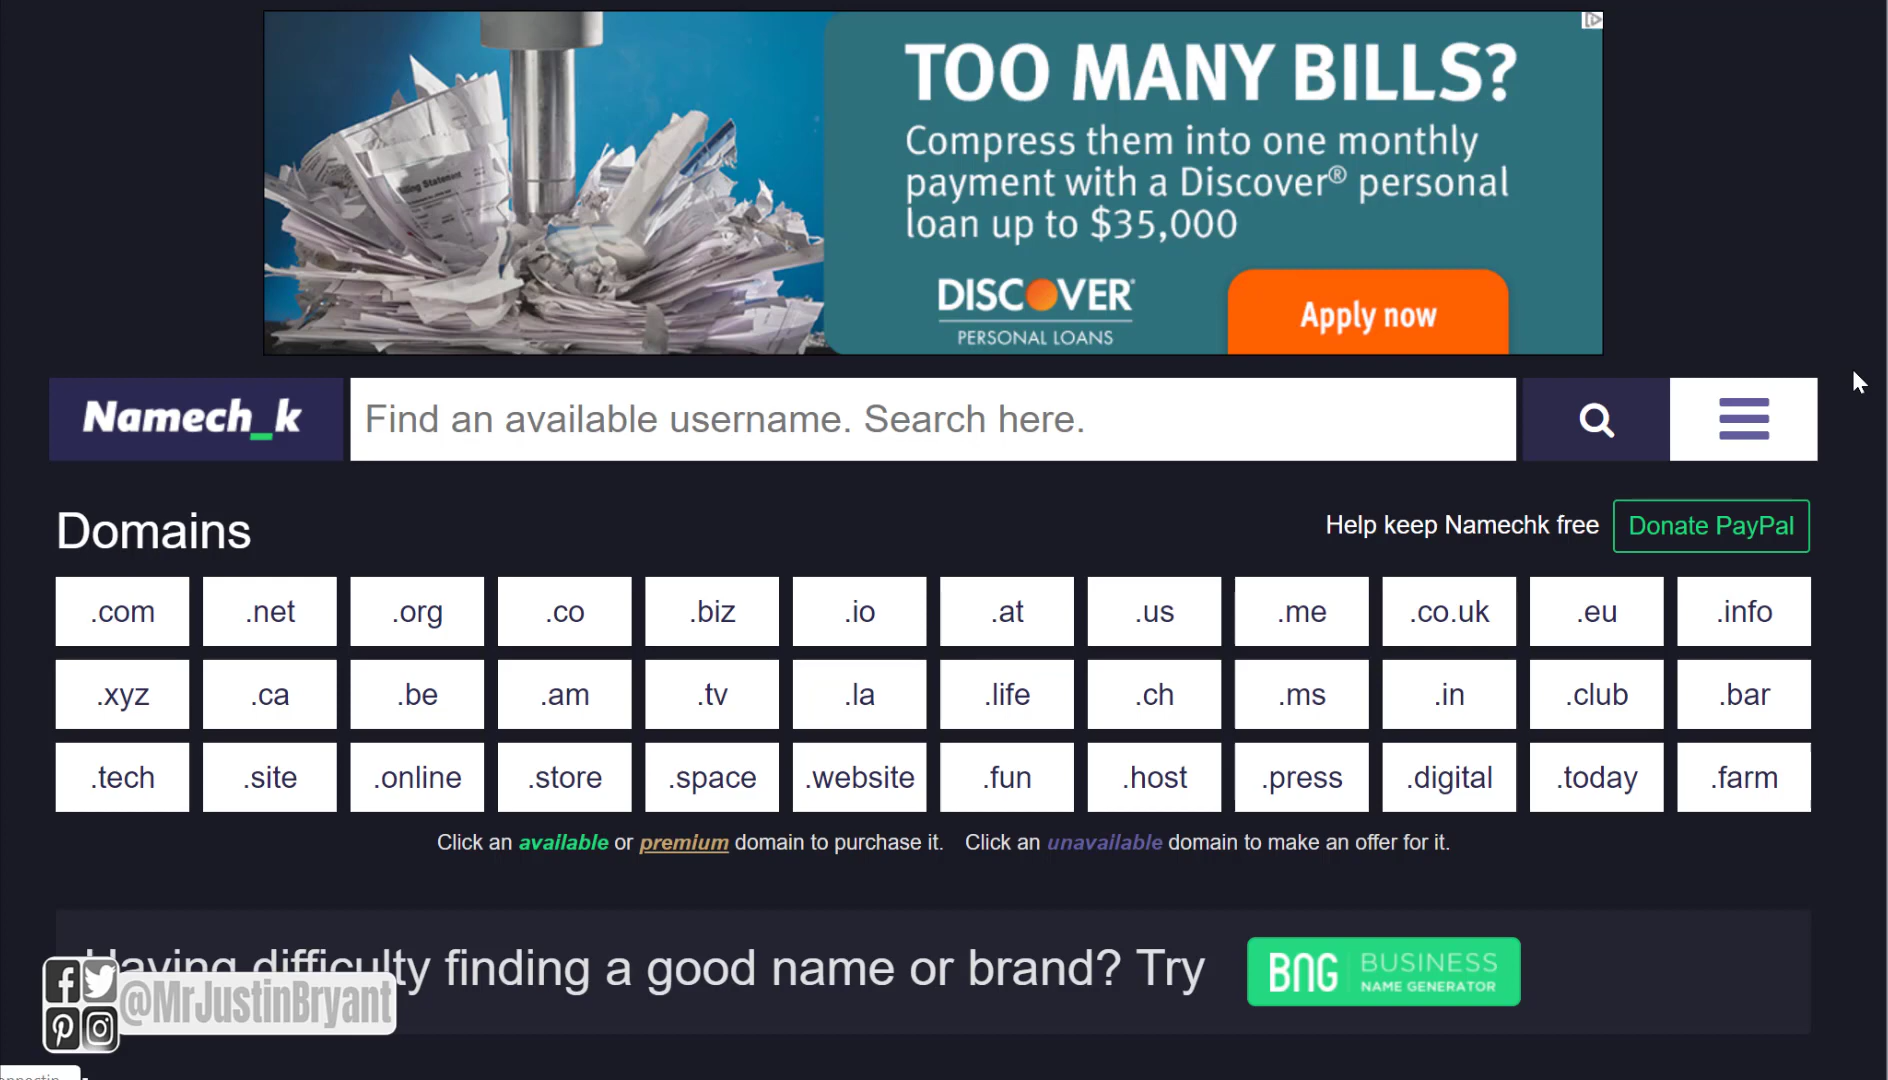 TOO MANY BILLS?
Compress them into one monthly
payment with a Discover® personal
loan up to $35,000
Billing Statement
DISCOVER
PERSONAL LOANS
Apply now
Namech_k
Find an available username. Search here.
Domains
Help keep Namechk free
Donate PayPal
.com .net .org .co .biz .io .at .us .me .co.uk .eu .info
.xyz .ca .be .am .tv .la .life .ch .ms .in .club .bar
.tech .site .online .store .space .website .fun .host .press .digital .today .farm
Click an available or premium domain to purchase it. Click an unavailable domain to make an offer for it.
Having difficulty finding a good name or brand? Try
BNG BUSINESS
NAME GENERATOR
@MrJustinBryant